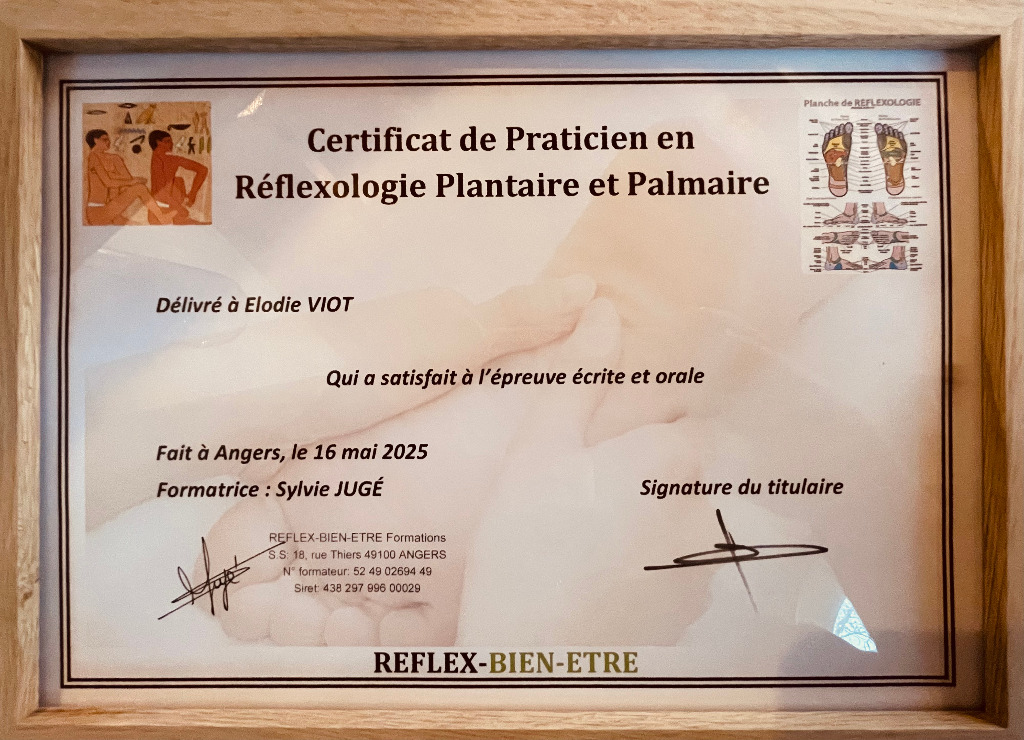 Certificat de Praticien en
Réflexologie Plantaire et Palmaire
Planche de REFLEXOLOGIE
Délivré à Elodie VIOT
Qui a satisfait à l'épreuve écrite et orale
Fait à Angers, le 16 mai 2025
Formatrice : Sylvie JUGÉ
Signature du titulaire
REFLEX-BIEN-ETRE Formations
S.S: 18, rue Thiers 49100 ANGERS
N° formateur: 52 49 02694 49
Siret: 438 297 996 00029
REFLEX-BIEN-ETRE